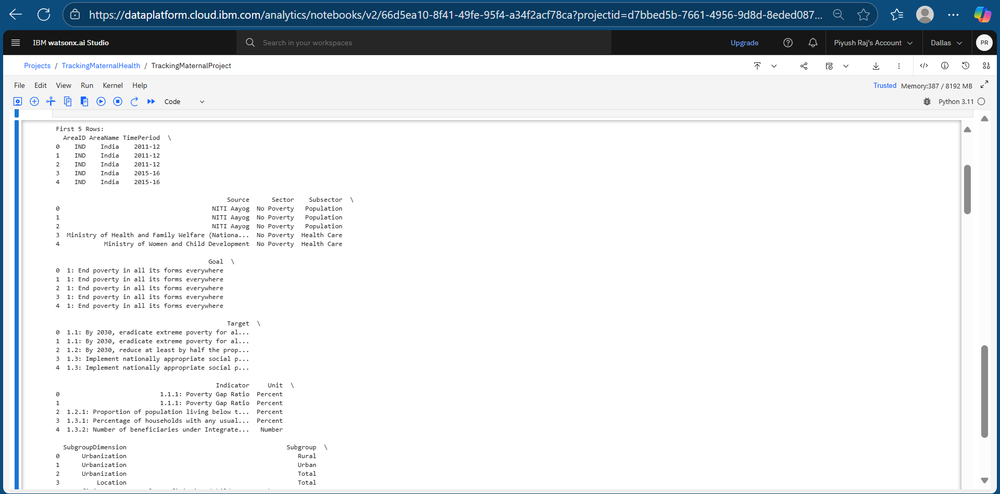 https://dataplatform.cloud.ibm.com/analytics/notebooks/v2/66d5ea10-8f41-49fe-95f4-a34f2acf78ca?projectid=d7bbed5b-7661-4956-9d8d-8eded087...
IBM watsonx.ai Studio
Search in your workspaces
Upgrade
Piyush Raj's Account
Dallas
PR
Projects / TrackingMaternalHealth / TrackingMaternalProject
File Edit View Run Kernel Help
Trusted Memory:387 / 8192 MB
Code
Python 3.11
First 5 Rows:
  AreaID AreaName TimePeriod  \
0    IND    India    2011-12
1    IND    India    2011-12
2    IND    India    2011-12
3    IND    India    2015-16
4    IND    India    2015-16
Source      Sector    Subsector  \
0 NITI Aayog  No Poverty   Population
1 NITI Aayog  No Poverty   Population
2 NITI Aayog  No Poverty   Population
3  Ministry of Health and Family Welfare (Nationa...  No Poverty  Health Care
4 Ministry of Women and Child Development  No Poverty  Health Care
Goal  \
0  1: End poverty in all its forms everywhere
1  1: End poverty in all its forms everywhere
2  1: End poverty in all its forms everywhere
3  1: End poverty in all its forms everywhere
4  1: End poverty in all its forms everywhere
Target  \
0  1.1: By 2030, eradicate extreme poverty for al...
1  1.1: By 2030, eradicate extreme poverty for al...
2  1.2: By 2030, reduce at least by half the prop...
3  1.3: Implement nationally appropriate social p...
4  1.3: Implement nationally appropriate social p...
Indicator     Unit  \
0 1.1.1: Poverty Gap Ratio  Percent
1 1.1.1: Poverty Gap Ratio  Percent
2  1.2.1: Proportion of population living below t...  Percent
3  1.3.1: Percentage of households with any usual...  Percent
4  1.3.2: Number of beneficiaries under Integrate...   Number
SubgroupDimension Subgroup  \
0 Urbanization Rural
1 Urbanization Urban
2 Urbanization Total
3 Location Total